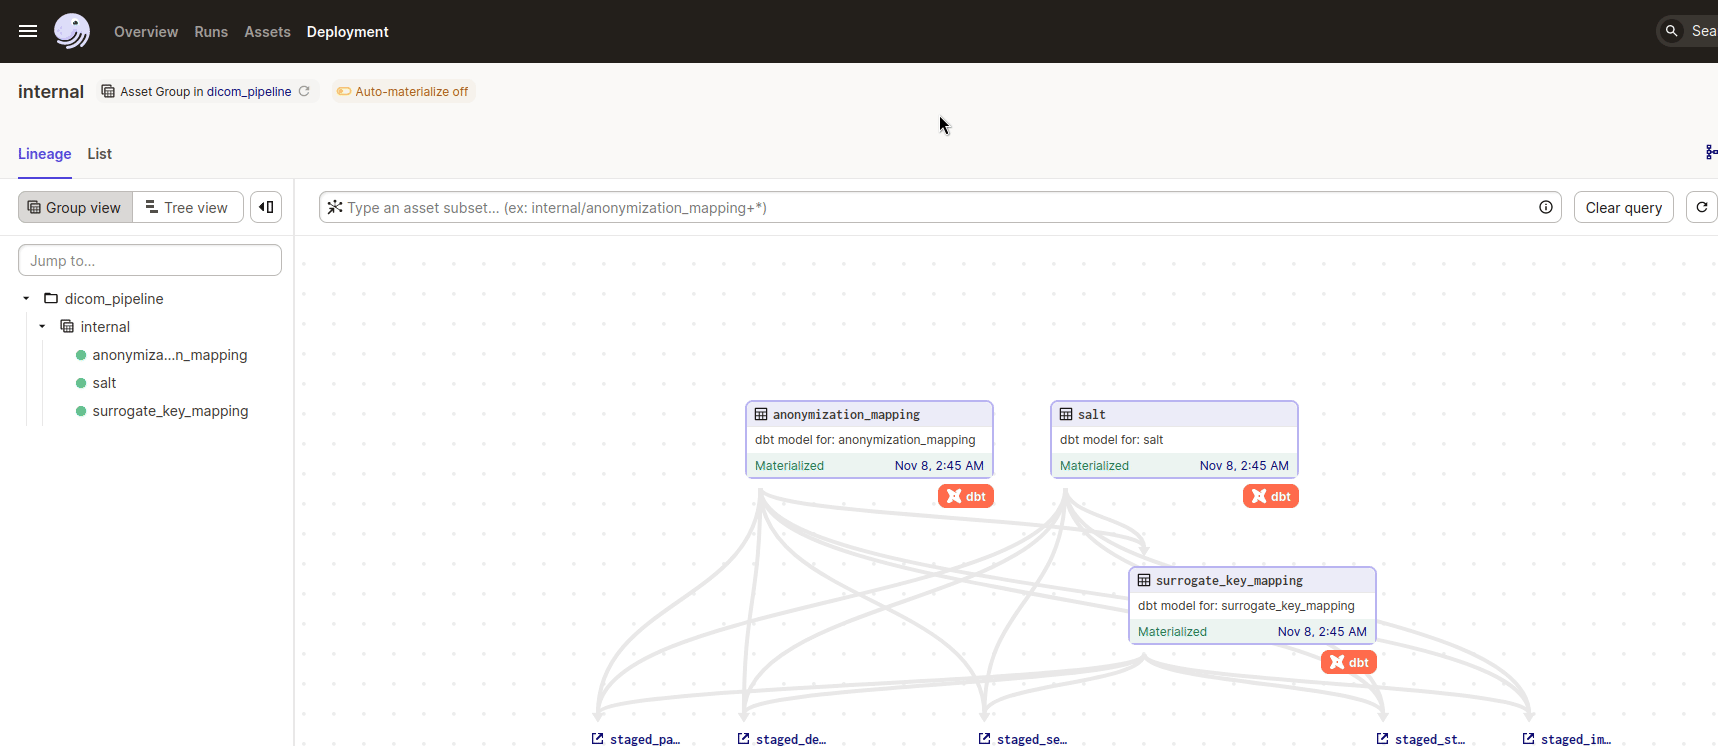 Overview Runs Assets Deployment Sea
internal Asset Group in dicom_pipeline Auto-materialize off
Lineage List
Group view Tree view Type an asset subset... (ex: internal/anonymization_mapping+*) Clear query
Jump to...
dicom_pipeline
internal
anonymiza...n_mapping
salt
surrogate_key_mapping
anonymization_mapping
dbt model for: anonymization_mapping
Materialized Nov 8, 2:45 AM
dbt
salt
dbt model for: salt
Materialized Nov 8, 2:45 AM
dbt
surrogate_key_mapping
dbt model for: surrogate_key_mapping
Materialized Nov 8, 2:45 AM
dbt
staged_pa… staged_de… staged_se… staged_st… staged_im…